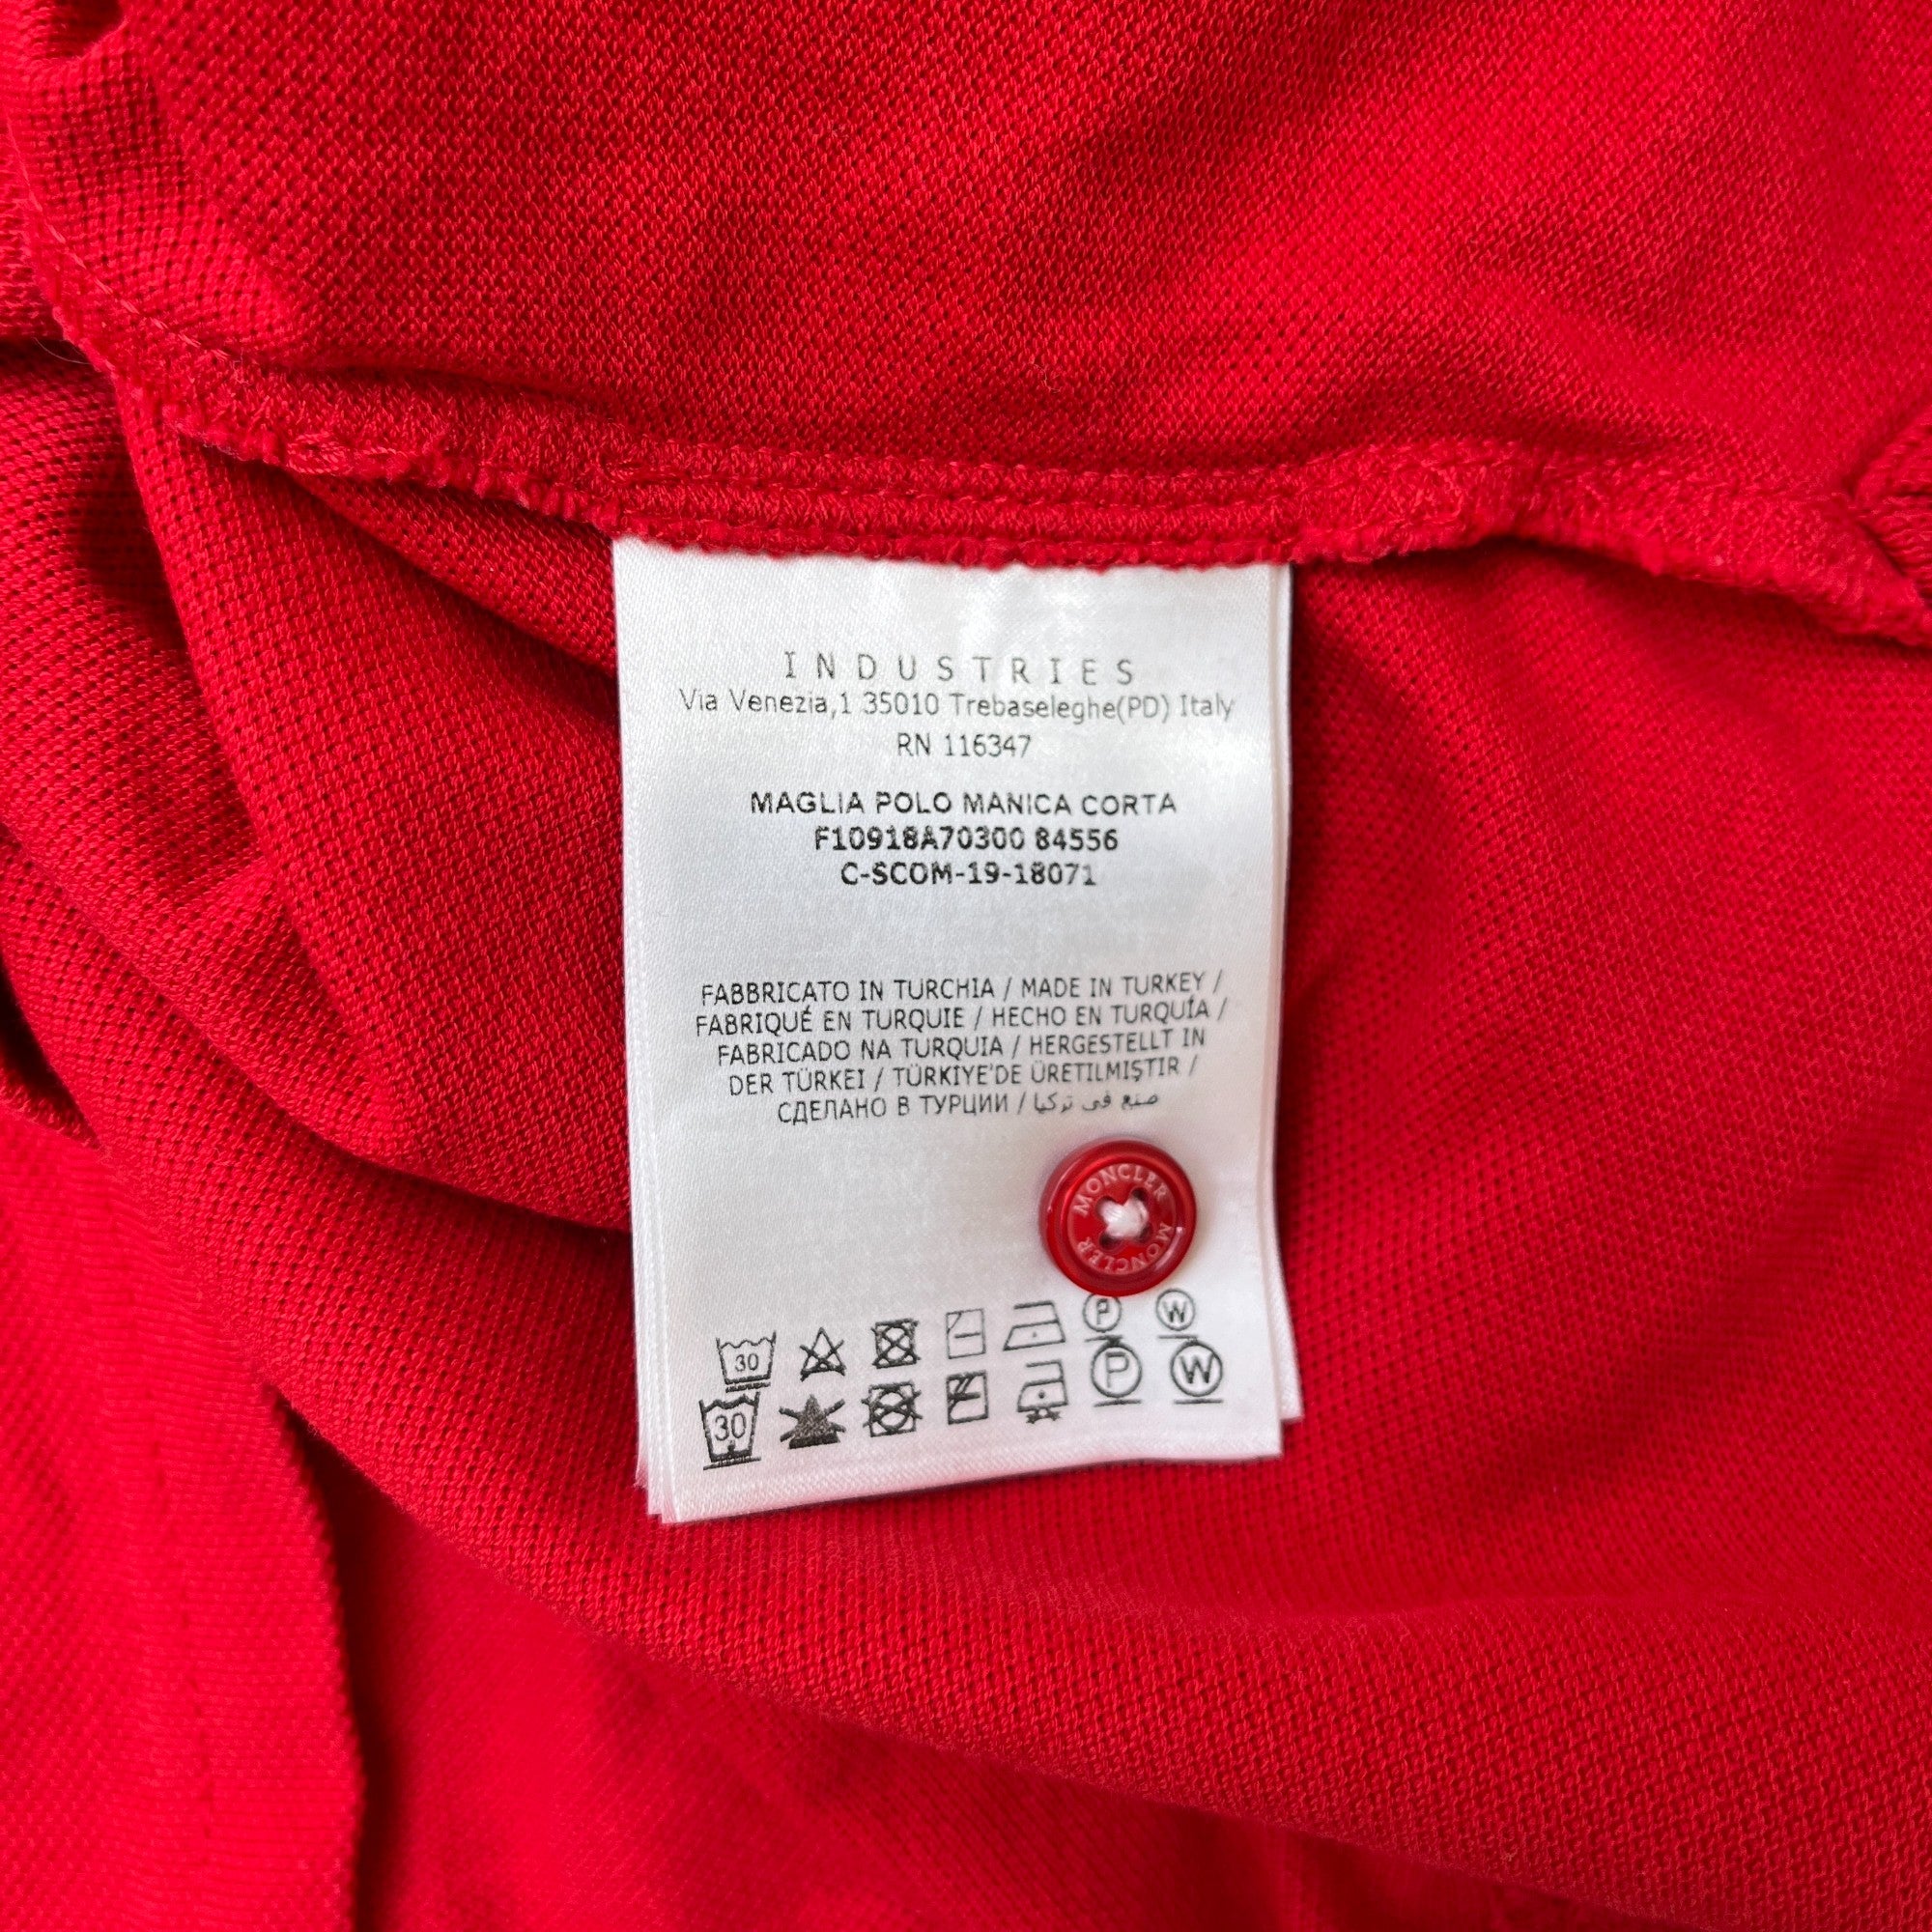 INDUSTRIES
Via Venezia,1 35010 Trebaseleghe(PD) Italy
RN 116347
MAGLIA POLO MANICA CORTA
F10918A70300 84556
C-SCOM-19-18071
FABBRICATO IN TURCHIA / MADE IN TURKEY /
FABRIQUÉ EN TURQUIE / HECHO EN TURQUÍA /
FABRICADO NA TURQUIA / HERGESTELLT IN
DER TÜRKEI / TÜRKIYE'DE ÜRETILMIŞTIR /
СДЕЛАНО В ТУРЦИИ / صنع في تركيا
MONCLER MONCLER
30 P W
30 P W